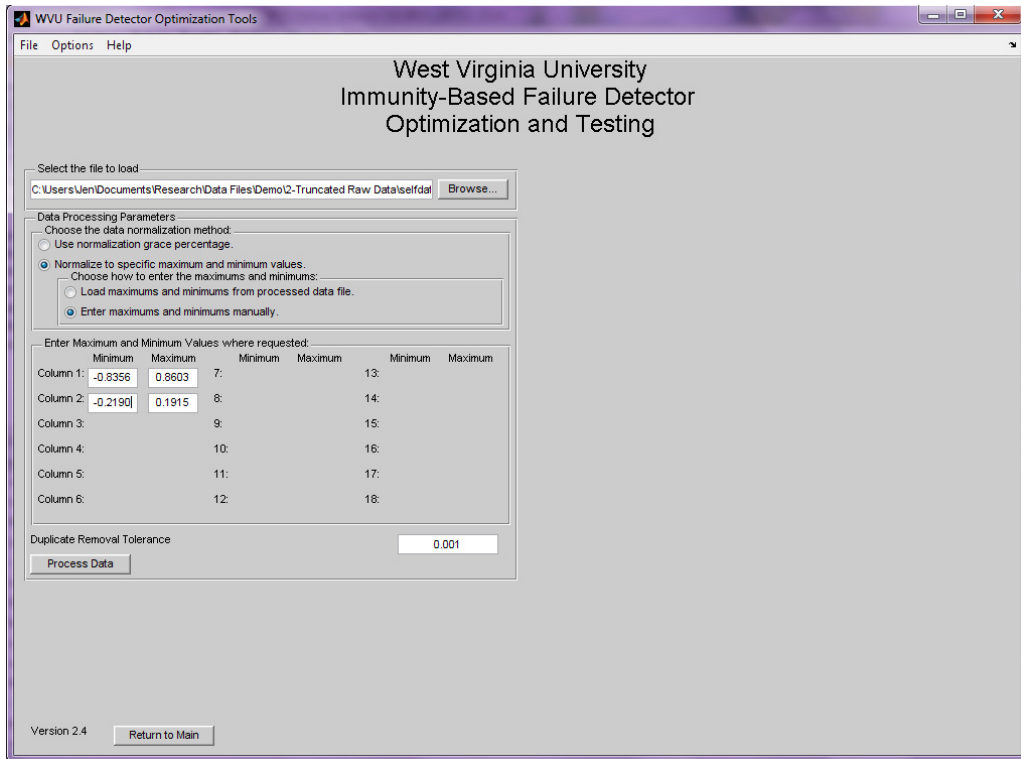 WVU Failure Detector Optimization Tools
File Options Help
West Virginia University
Immunity-Based Failure Detector
Optimization and Testing
Select the file to load
C:\Users\Jen\Documents\Research\Data Files\Demo\2-Truncated Raw Data\selfdat Browse...
Data Processing Parameters
Choose the data normalization method:
Use normalization grace percentage.
Normalize to specific maximum and minimum values.
Choose how to enter the maximums and minimums:
Load maximums and minimums from processed data file.
Enter maximums and minimums manually.
Enter Maximum and Minimum Values where requested:
Minimum Maximum Minimum Maximum Minimum Maximum
Column 1: -0.8356 0.8603 7: 13:
Column 2: -0.2190 0.1915 8: 14:
Column 3: 9: 15:
Column 4: 10: 16:
Column 5: 11: 17:
Column 6: 12: 18:
Duplicate Removal Tolerance 0.001
Process Data
Version 2.4 Return to Main